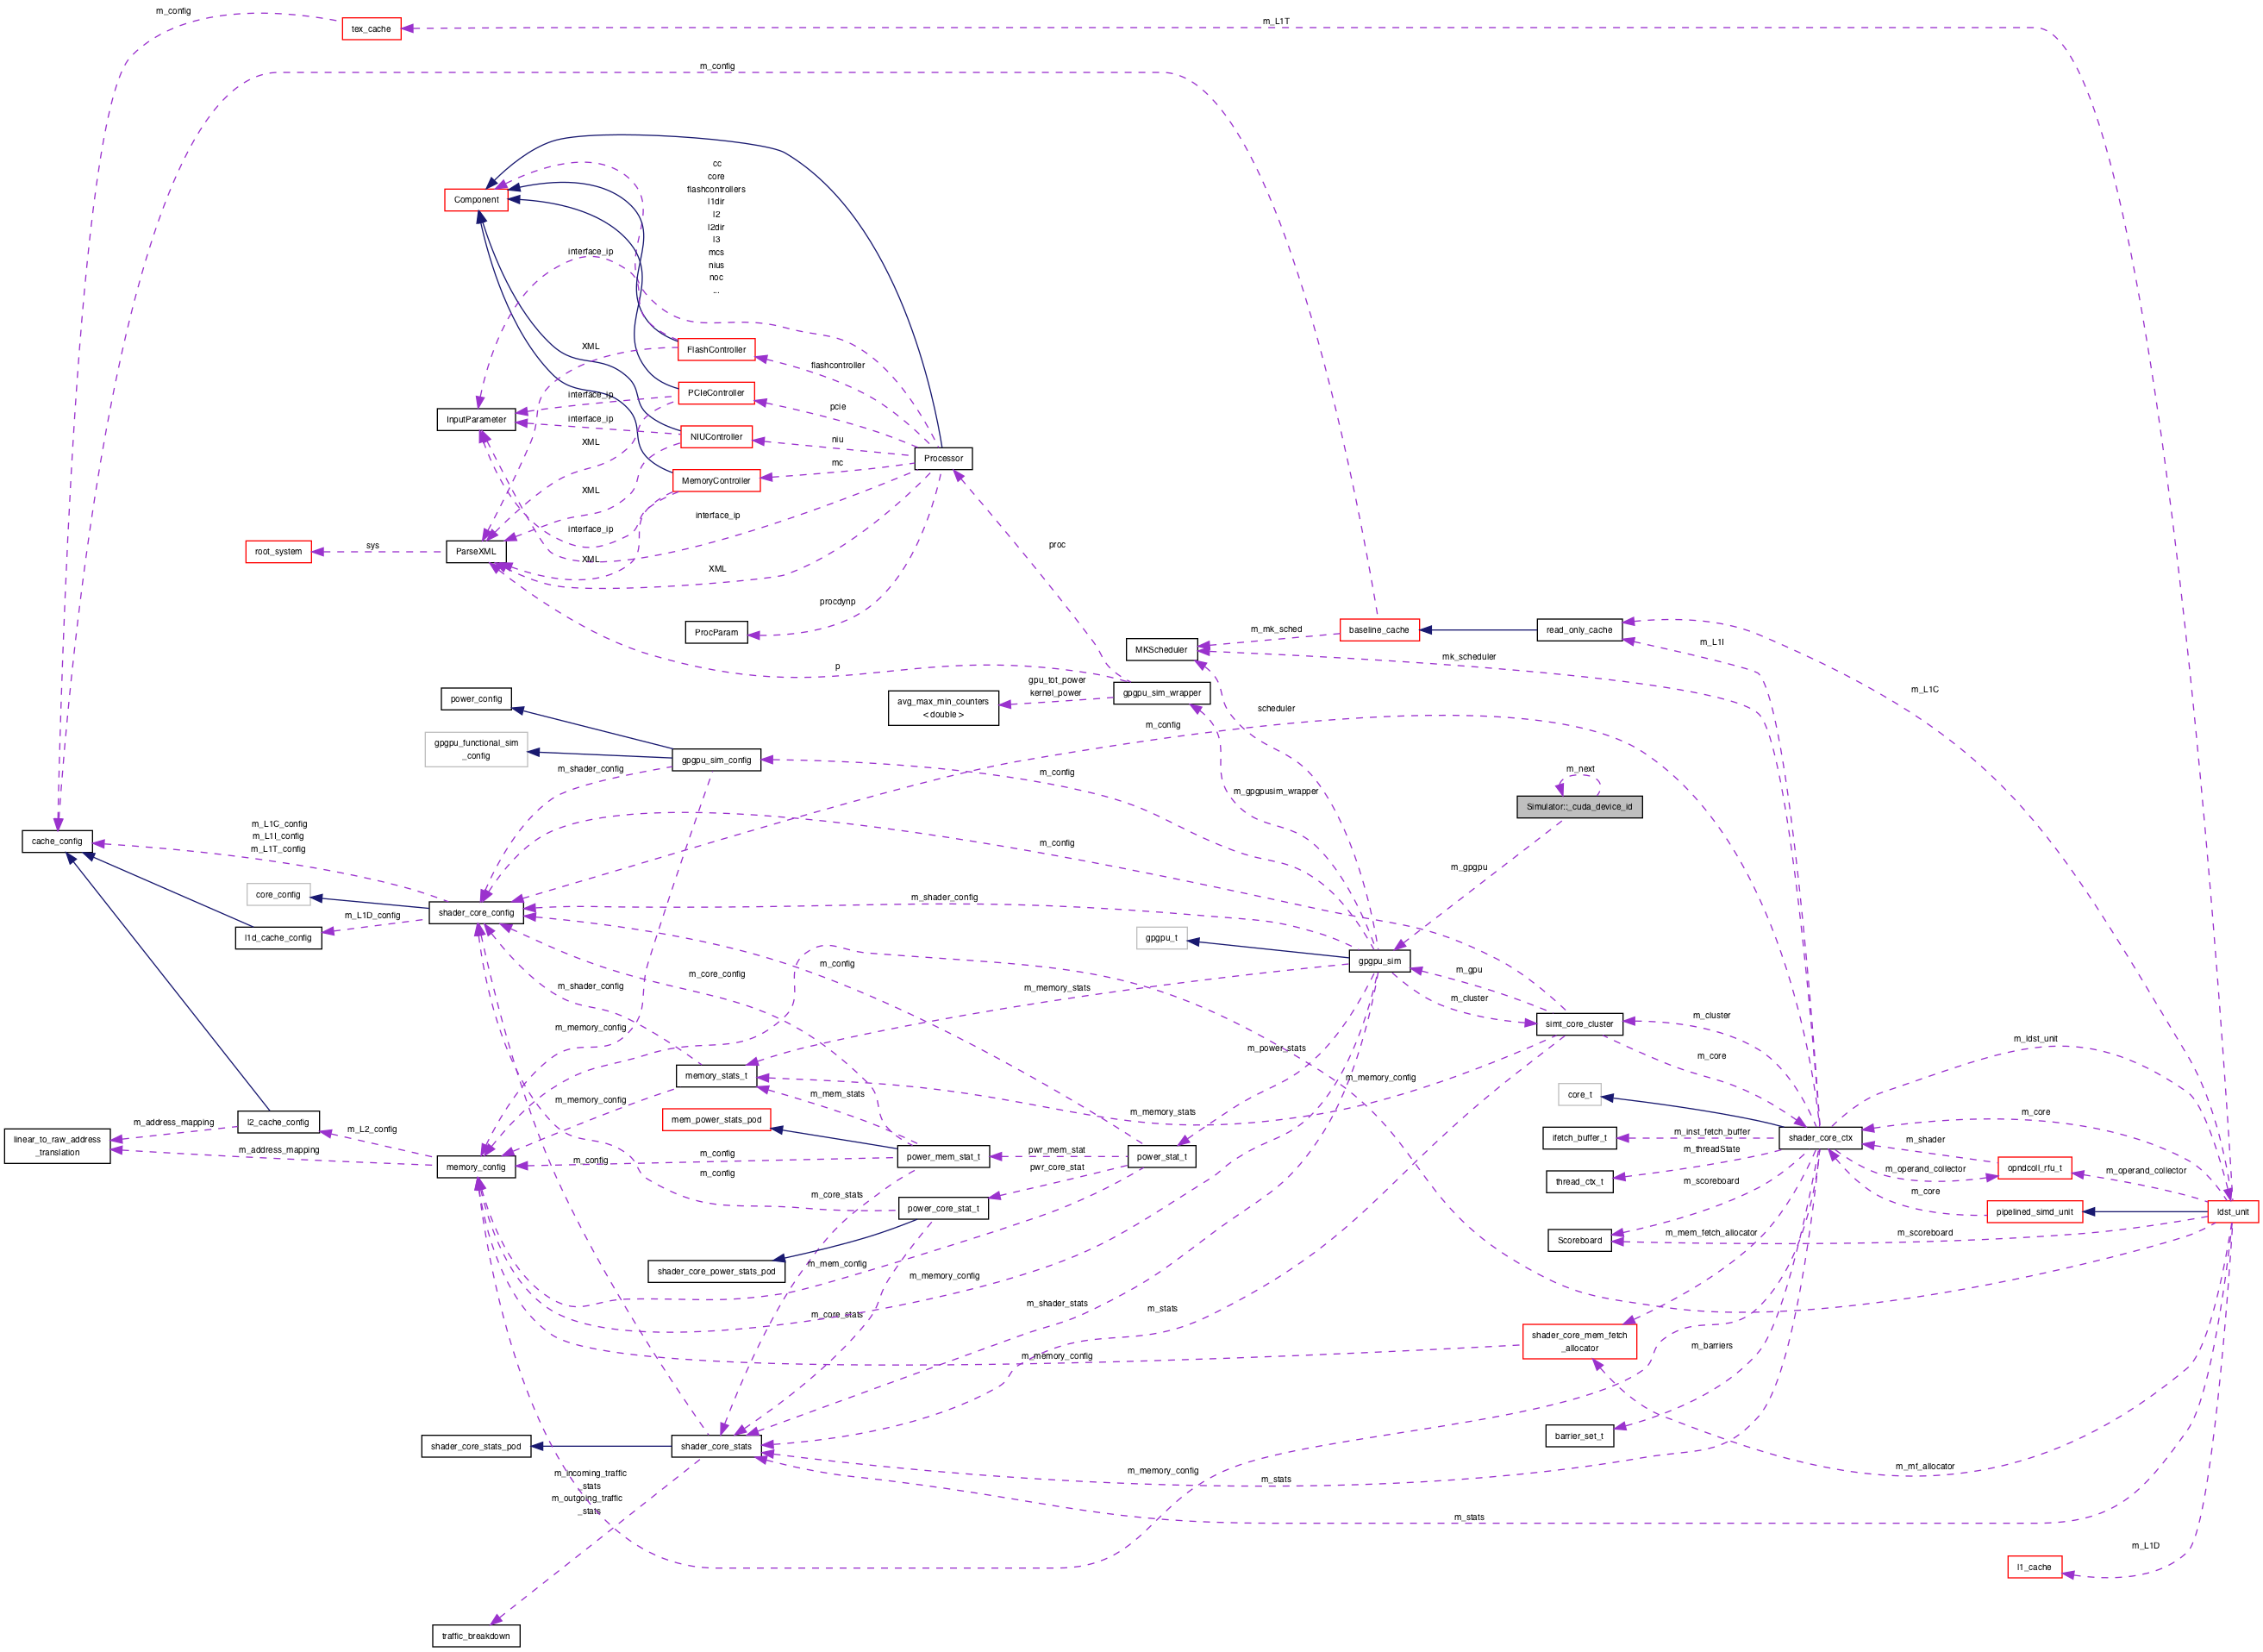 m_config
m_L1T
tex_cache
m_config
cc
core
flashcontrollers
l1dir
l2
l2dir
l3
mcs
nius
noc
...
Component
interface_ip
FlashController
XML
flashcontroller
PCIeController
interface_ip
pcie
InputParameter
interface_ip
NIUController
niu
XML
Processor
mc
MemoryController
XML
interface_ip
interface_ip
root_system
sys
ParseXML
XML
XML
proc
procdynp
ProcParam
m_mk_sched
baseline_cache
read_only_cache
MKScheduler
mk_scheduler
m_L1I
p
gpu_tot_power
kernel_power
gpgpu_sim_wrapper
m_L1C
power_config
avg_max_min_counters
< double >
scheduler
m_config
gpgpu_functional_sim
_config
gpgpu_sim_config
m_shader_config
m_config
m_next
m_gpgpusim_wrapper
Simulator::_cuda_device_id
m_L1C_config
m_L1I_config
m_L1T_config
cache_config
m_config
m_gpgpu
core_config
m_shader_config
shader_core_config
m_L1D_config
l1d_cache_config
gpgpu_t
m_core_config
m_config
gpgpu_sim
m_gpu
m_shader_config
m_memory_stats
m_cluster
m_memory_config
simt_core_cluster
m_cluster
m_ldst_unit
m_power_stats
m_core
memory_stats_t
m_memory_config
m_memory_config
m_mem_stats
core_t
mem_power_stats_pod
m_memory_stats
m_core
l2_cache_config
m_address_mapping
linear_to_raw_address
_translation
m_L2_config
m_address_mapping
ifetch_buffer_t
m_inst_fetch_buffer
shader_core_ctx
m_shader
m_threadState
power_mem_stat_t
pwr_mem_stat
power_stat_t
m_config
memory_config
m_config
m_config
pwr_core_stat
thread_ctx_t
m_operand_collector
opndcoll_rfu_t
m_operand_collector
m_scoreboard
m_core_stats
power_core_stat_t
m_core
pipelined_simd_unit
ldst_unit
Scoreboard
m_mem_fetch_allocator
m_scoreboard
shader_core_power_stats_pod
m_mem_config
m_memory_config
m_core_stats
m_shader_stats
m_stats
shader_core_mem_fetch
_allocator
m_memory_config
m_barriers
barrier_set_t
shader_core_stats_pod
shader_core_stats
m_incoming_traffic
_stats
m_outgoing_traffic
_stats
m_memory_config
m_stats
m_mf_allocator
m_stats
m_L1D
l1_cache
traffic_breakdown